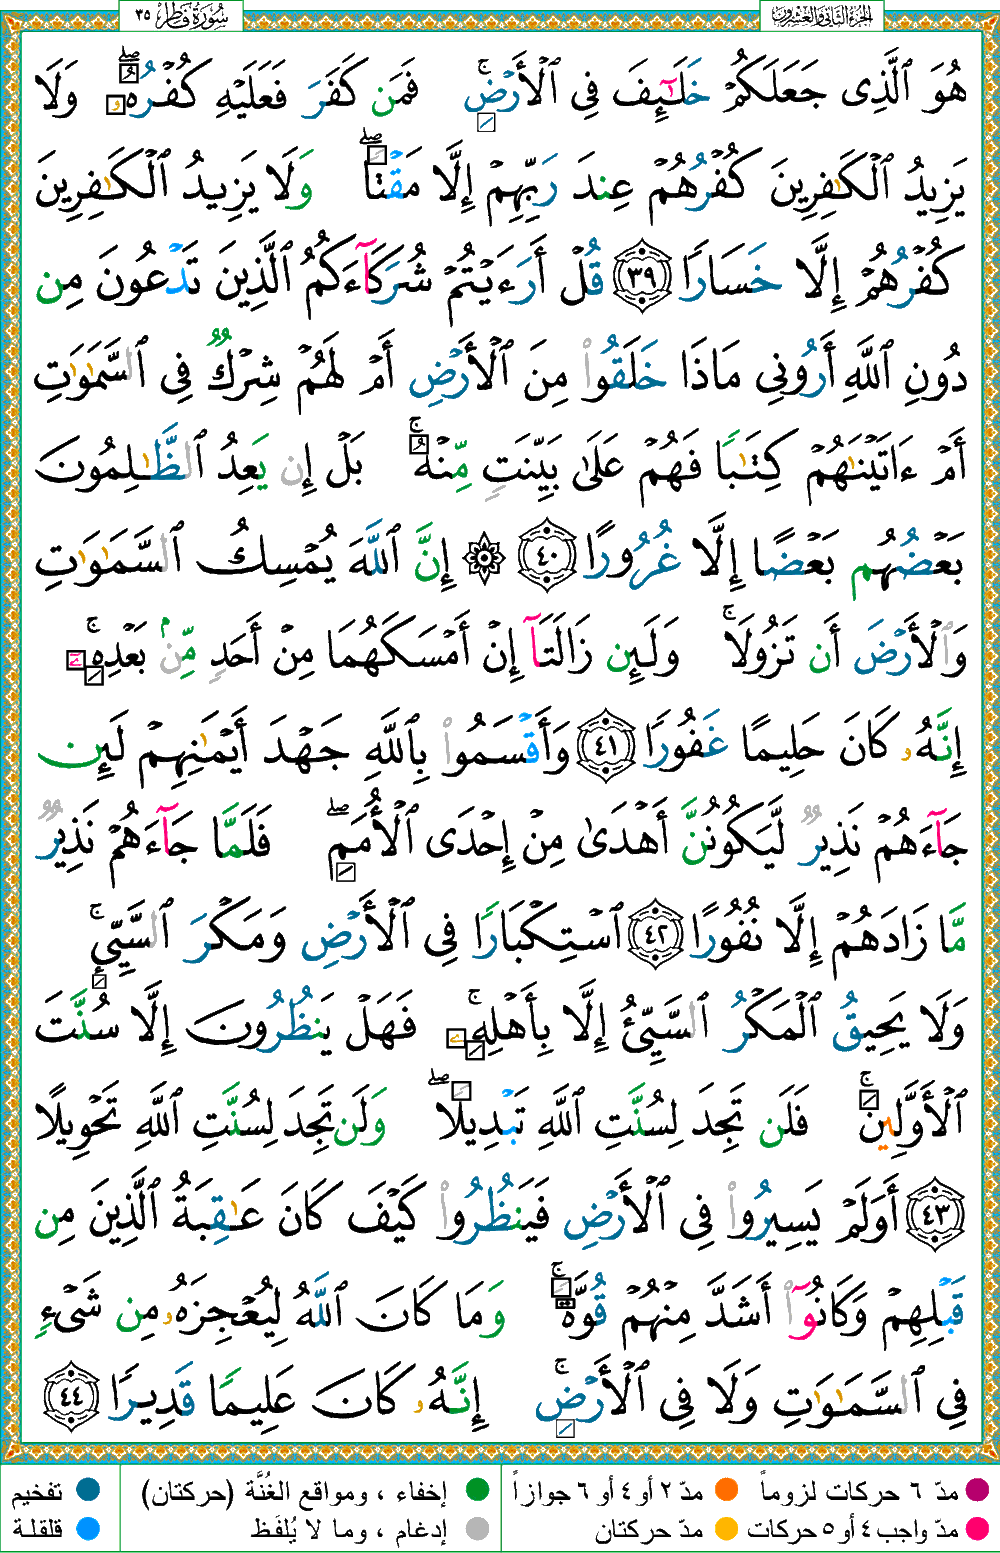 الجزء الثاني والعشرون
سُورَةُ فَاطِرٍ ٣٥
هُوَ ٱلَّذِى جَعَلَكُمْ خَلَـٰٓئِفَ فِى ٱلْأَرْضِ ۚ فَمَن كَفَرَ فَعَلَيْهِ كُفْرُهُۥ ۖ وَلَا
يَزِيدُ ٱلْكَـٰفِرِينَ كُفْرُهُمْ عِندَ رَبِّهِمْ إِلَّا مَقْتًا ۖ وَلَا يَزِيدُ ٱلْكَـٰفِرِينَ
كُفْرُهُمْ إِلَّا خَسَارًا ٣٩ قُلْ أَرَءَيْتُمْ شُرَكَآءَكُمُ ٱلَّذِينَ تَدْعُونَ مِن
دُونِ ٱللَّهِ أَرُونِى مَاذَا خَلَقُوا۟ مِنَ ٱلْأَرْضِ أَمْ لَهُمْ شِرْكٌ فِى ٱلسَّمَـٰوَٰتِ
أَمْ ءَاتَيْنَـٰهُمْ كِتَـٰبًا فَهُمْ عَلَىٰ بَيِّنَتٍ مِّنْهُ ۚ بَلْ إِن يَعِدُ ٱلظَّـٰلِمُونَ
بَعْضُهُم بَعْضًا إِلَّا غُرُورًا ٤٠ ۞ إِنَّ ٱللَّهَ يُمْسِكُ ٱلسَّمَـٰوَٰتِ
وَٱلْأَرْضَ أَن تَزُولَا ۚ وَلَئِن زَالَتَآ إِنْ أَمْسَكَهُمَا مِنْ أَحَدٍ مِّنۢ بَعْدِهِۦٓ ۚ
إِنَّهُۥ كَانَ حَلِيمًا غَفُورًا ٤١ وَأَقْسَمُوا۟ بِٱللَّهِ جَهْدَ أَيْمَـٰنِهِمْ لَئِن
جَآءَهُمْ نَذِيرٌ لَّيَكُونُنَّ أَهْدَىٰ مِنْ إِحْدَى ٱلْأُمَمِ ۖ فَلَمَّا جَآءَهُمْ نَذِيرٌ
مَّا زَادَهُمْ إِلَّا نُفُورًا ٤٢ ٱسْتِكْبَارًا فِى ٱلْأَرْضِ وَمَكْرَ ٱلسَّيِّئِ ۚ
وَلَا يَحِيقُ ٱلْمَكْرُ ٱلسَّيِّئُ إِلَّا بِأَهْلِهِۦ ۚ فَهَلْ يَنظُرُونَ إِلَّا سُنَّتَ
ٱلْأَوَّلِينَ ۚ فَلَن تَجِدَ لِسُنَّتِ ٱللَّهِ تَبْدِيلًا ۖ وَلَن تَجِدَ لِسُنَّتِ ٱللَّهِ تَحْوِيلًا
٤٣ أَوَلَمْ يَسِيرُوا۟ فِى ٱلْأَرْضِ فَيَنظُرُوا۟ كَيْفَ كَانَ عَـٰقِبَةُ ٱلَّذِينَ مِن
قَبْلِهِمْ وَكَانُوٓا۟ أَشَدَّ مِنْهُمْ قُوَّةً ۚ وَمَا كَانَ ٱللَّهُ لِيُعْجِزَهُۥ مِن شَىْءٍ
فِى ٱلسَّمَـٰوَٰتِ وَلَا فِى ٱلْأَرْضِ ۚ إِنَّهُۥ كَانَ عَلِيمًا قَدِيرًا ٤٤
مدّ ٦ حركات لزوماً مدّ ٢ أو ٤ أو ٦ جوازاً إخفاء ، ومواقع الغُنَّة (حركتان) تفخيم
مدّ واجب ٤ أو ٥ حركات مدّ حركتان إدغام ، وما لا يُلفَظ قلقلة